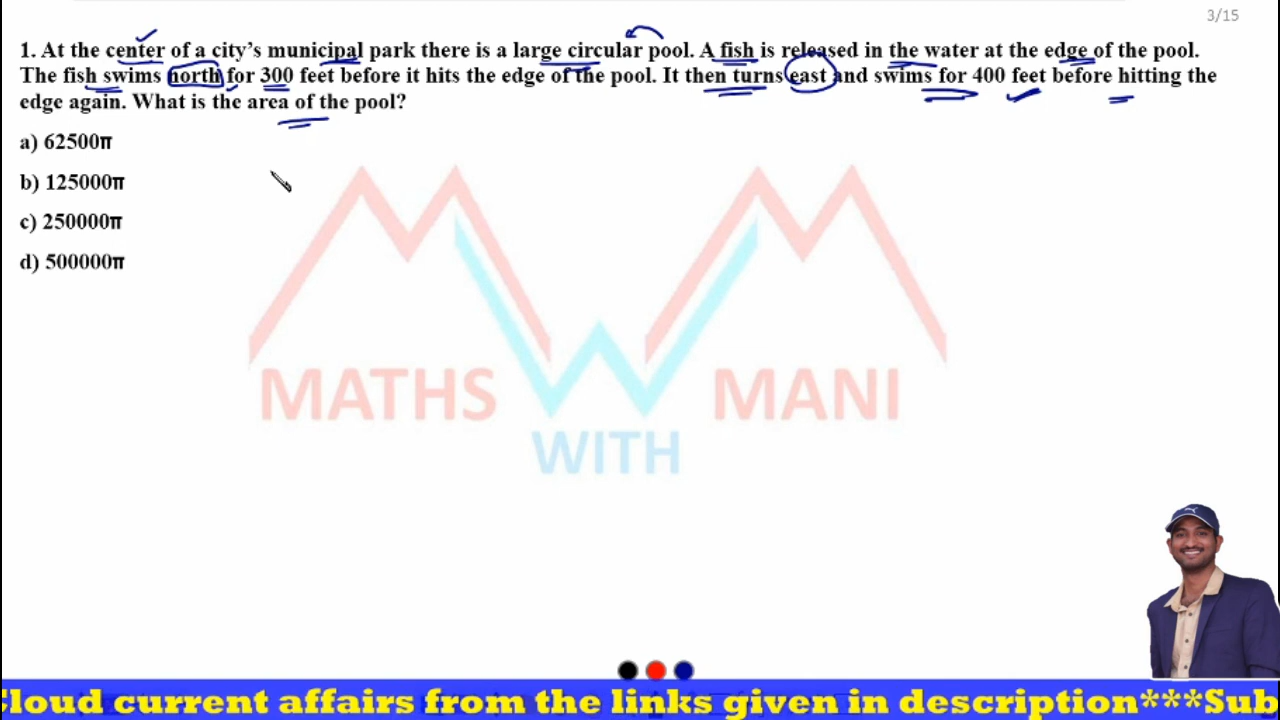 3/15
1. At the center of a city's municipal park there is a large circular pool. A fish is released in the water at the edge of the pool.
The fish swims north for 300 feet before it hits the edge of the pool. It then turns east and swims for 400 feet before hitting the
edge again. What is the area of the pool?
a) 62500π
b) 125000π
c) 250000π
d) 500000π
MATHS MANI
WITH
Cloud current affairs from the links given in description***Sub